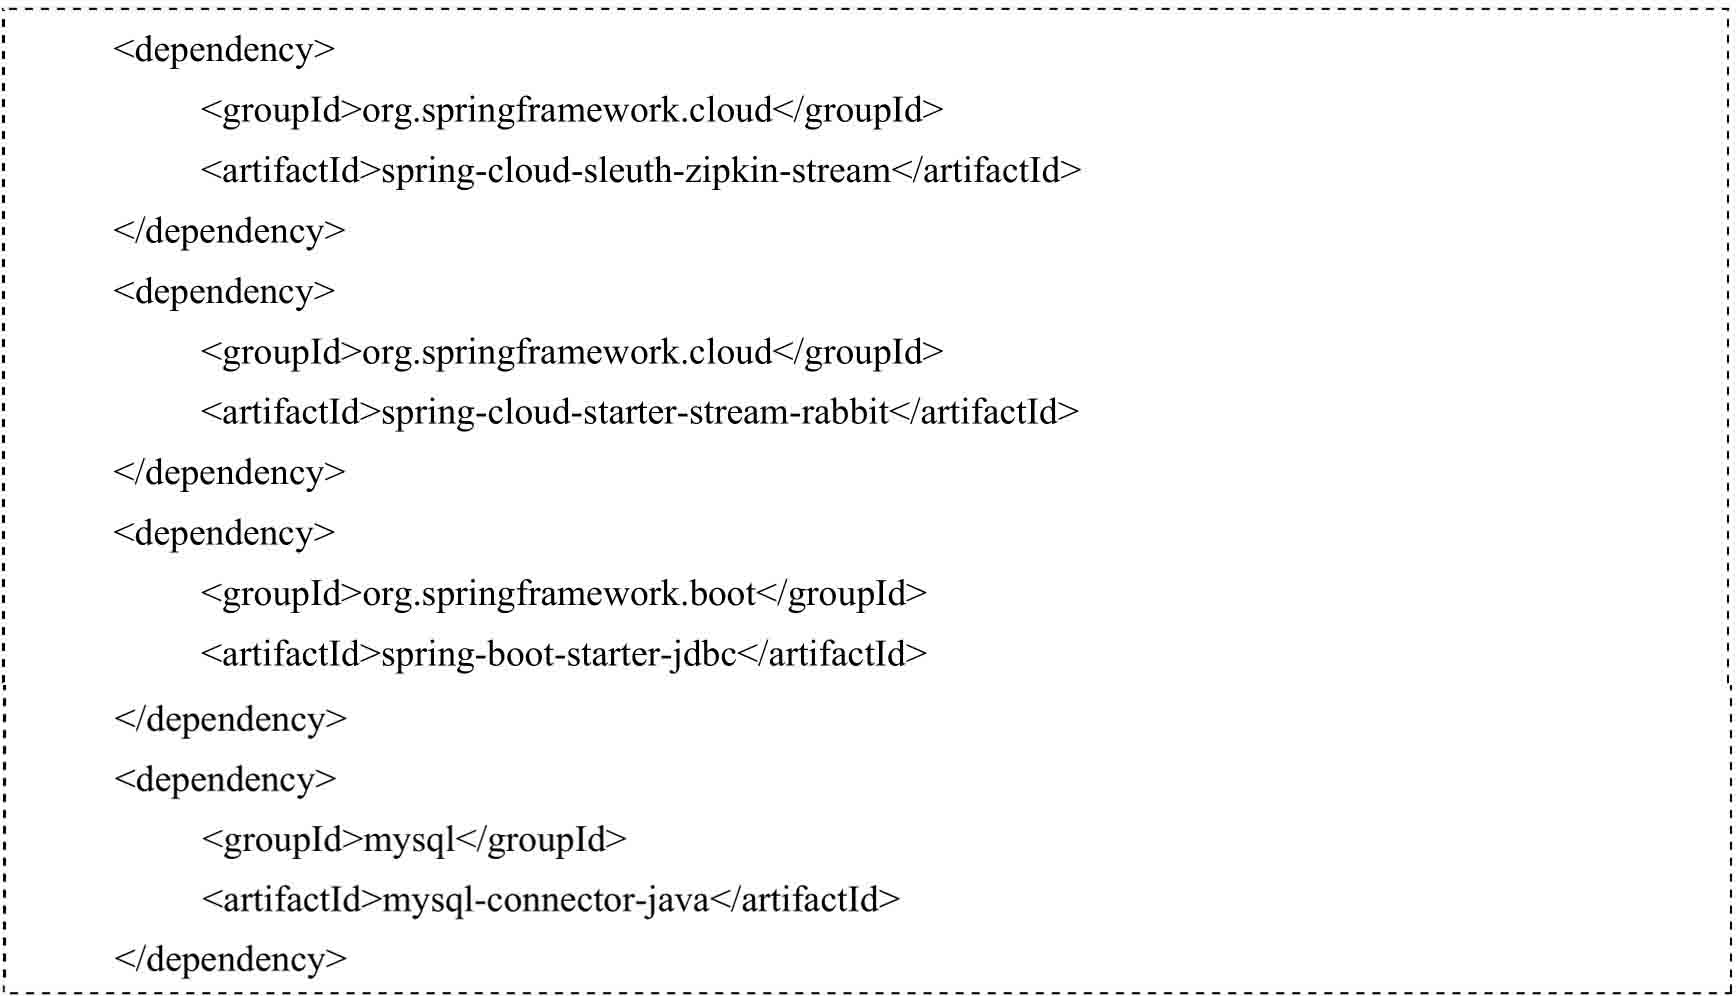 <dependency>
<groupId>org.springframework.cloud</groupId>
<artifactId>spring-cloud-sleuth-zipkin-stream</artifactId>
</dependency>
<dependency>
<groupId>org.springframework.cloud</groupId>
<artifactId>spring-cloud-starter-stream-rabbit</artifactId>
</dependency>
<dependency>
<groupId>org.springframework.boot</groupId>
<artifactId>spring-boot-starter-jdbc</artifactId>
</dependency>
<dependency>
<groupId>mysql</groupId>
<artifactId>mysql-connector-java</artifactId>
</dependency>